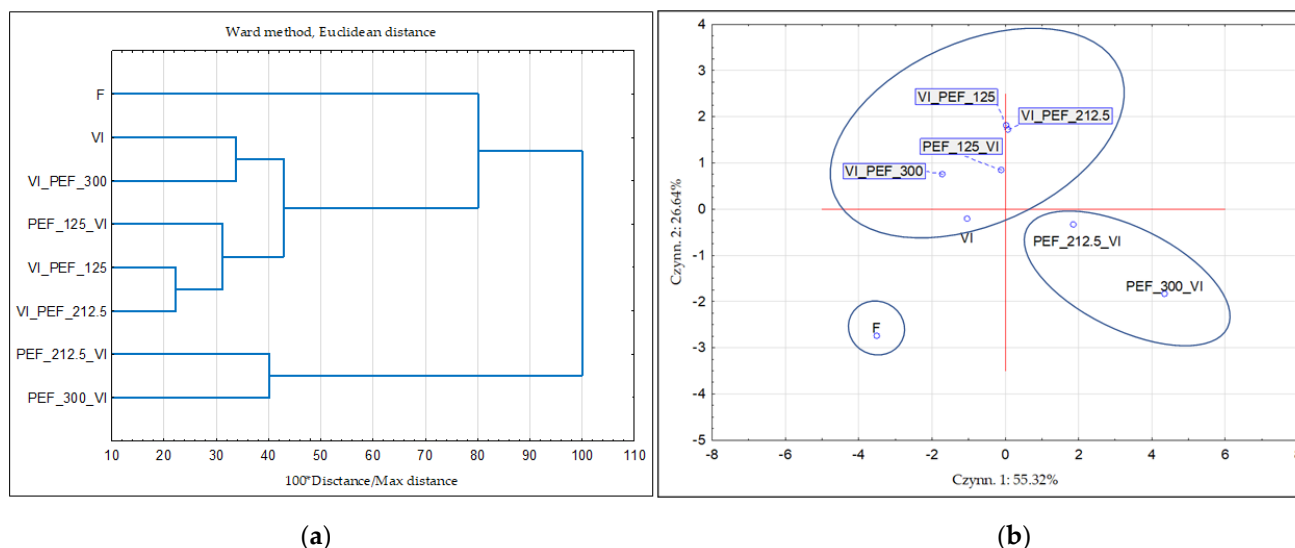 Ward method, Euclidean distance
F
VI
VI_PEF_300
PEF_125_VI
VI_PEF_125
VI_PEF_212.5
PEF_212.5_VI
PEF_300_VI
10 20 30 40 50 60 70 80 90 100 110
100*Disctance/Max distance
(a)
4
3
2
1
0
-1
-2
-3
-4
-5
Czynn. 2: 26.64%
VI_PEF_125
VI_PEF_212.5
PEF_125_VI
VI_PEF_300
VI
PEF_212.5_VI
PEF_300_VI
F
-8 -6 -4 -2 0 2 4 6 8
Czynn. 1: 55.32%
(b)